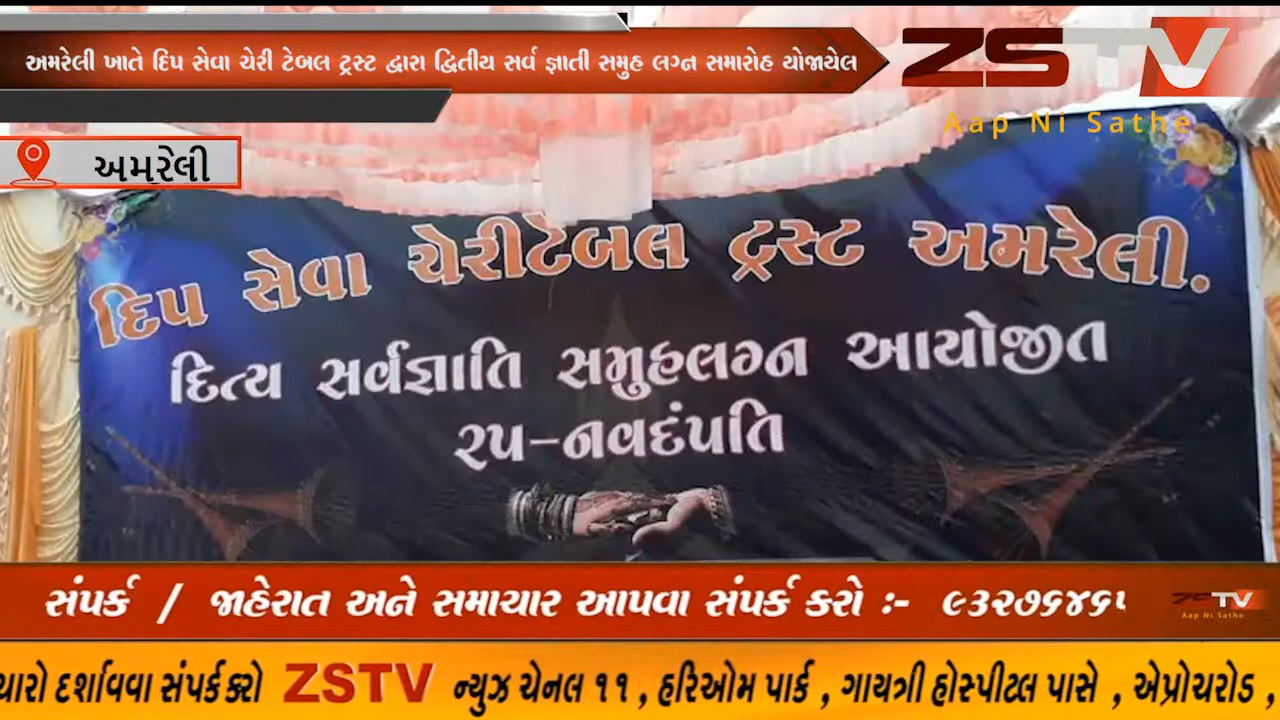 અમરેલી ખાતે દિપ સેવા ચેરી ટેબલ ટ્રસ્ટ દ્વારા દ્વિતીય સર્વ જ્ઞાતી સમુહ લગ્ન સમારોહ યોજાયેલ
ZSTV
Aap Ni Sathe
અમરેલી
દિપ સેવા ચેરીટેબલ ટ્રસ્ટ અમરેલી.
દિત્ય સર્વજ્ઞાતિ સમુહલગ્ન આયોજીત
૨૫-નવદંપતિ
સંપર્ક / જાહેરાત અને સમાચાર આપવા સંપર્ક કરો :- ૯૩૨૭૬૪૬૫
ZSTV
Aap Ni Sathe
ચારો દર્શાવવા સંપર્ક કરો ZSTV ન્યુઝ ચેનલ ૧૧ , હરિઓમ પાર્ક , ગાયત્રી હોસ્પીટલ પાસે , એપ્રોચરોડ ,